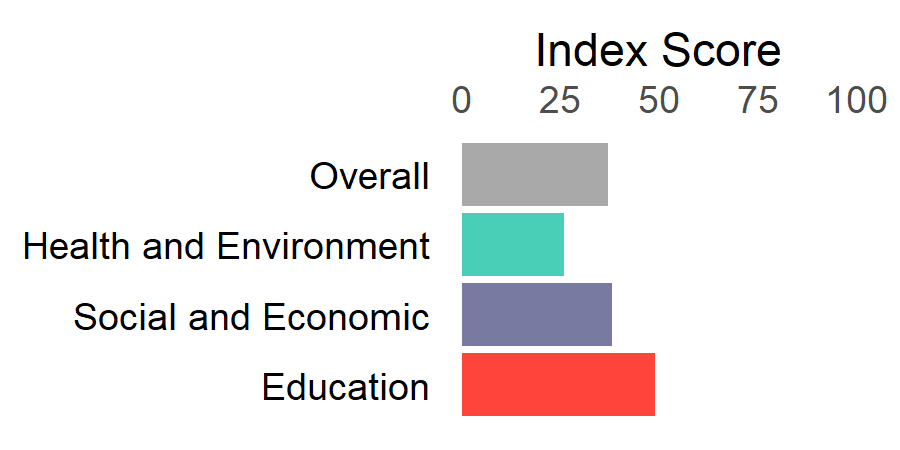 Index Score
0 25 50 75 100
Overall
Health and Environment
Social and Economic
Education